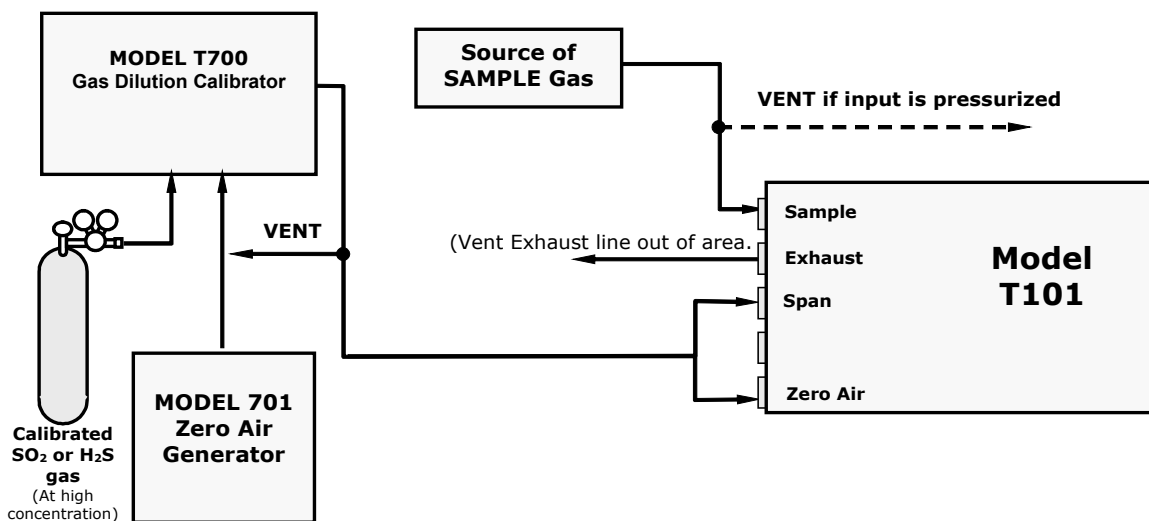 MODEL T700
Gas Dilution Calibrator
Source of
SAMPLE Gas
VENT if input is pressurized
Sample
VENT
(Vent Exhaust line out of area.
Exhaust
Model
T101
Span
Zero Air
MODEL 701
Zero Air
Generator
Calibrated
SO₂ or H₂S
gas
(At high
concentration)